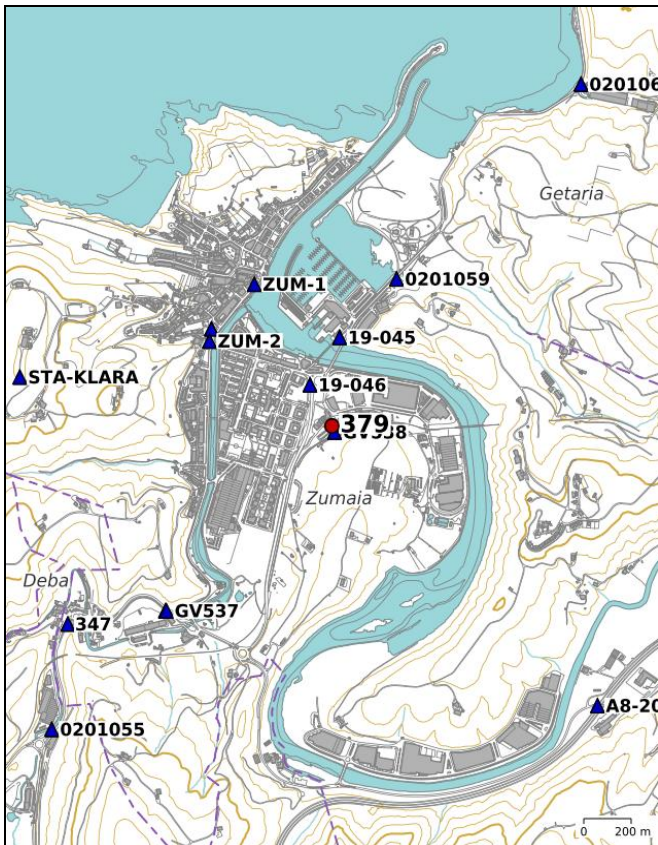 020106
Getaria
ZUM-1
0201059
ZUM-2
19-045
STA-KLARA
19-046
379
GV538
Zumaia
Deba
GV537
347
A8-20
0201055
0 200 m